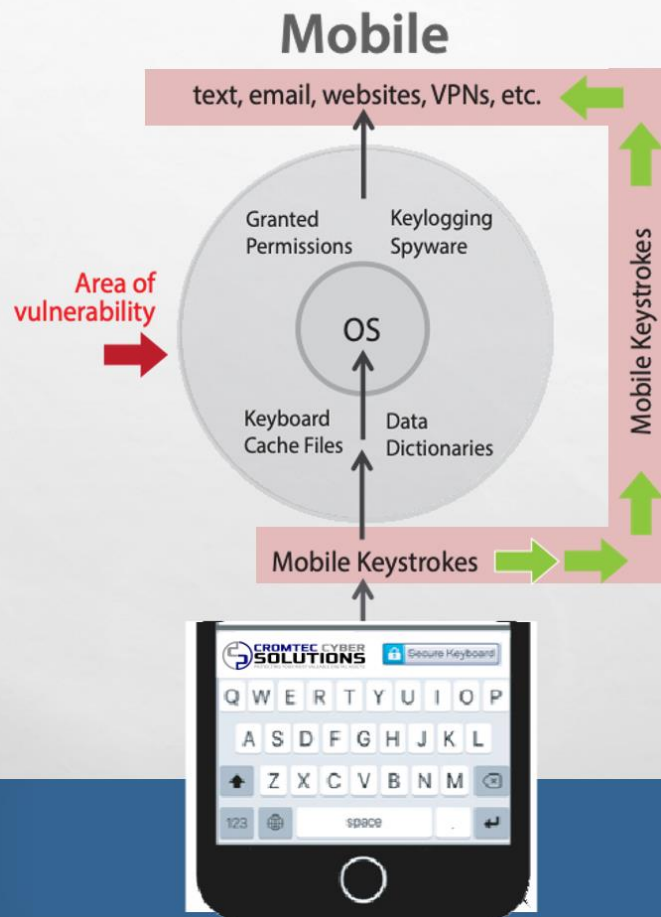 Mobile
text, email, websites, VPNs, etc.
Granted
Permissions
Keylogging
Spyware
Area of
vulnerability
OS
Mobile Keystrokes
Keyboard
Cache Files
Data
Dictionaries
Mobile Keystrokes
CROMTEC CYBER
SOLUTIONS
Secure Keyboard
Q W E R T Y U I O P
A S D F G H J K L
Z X C V B N M
123 space .